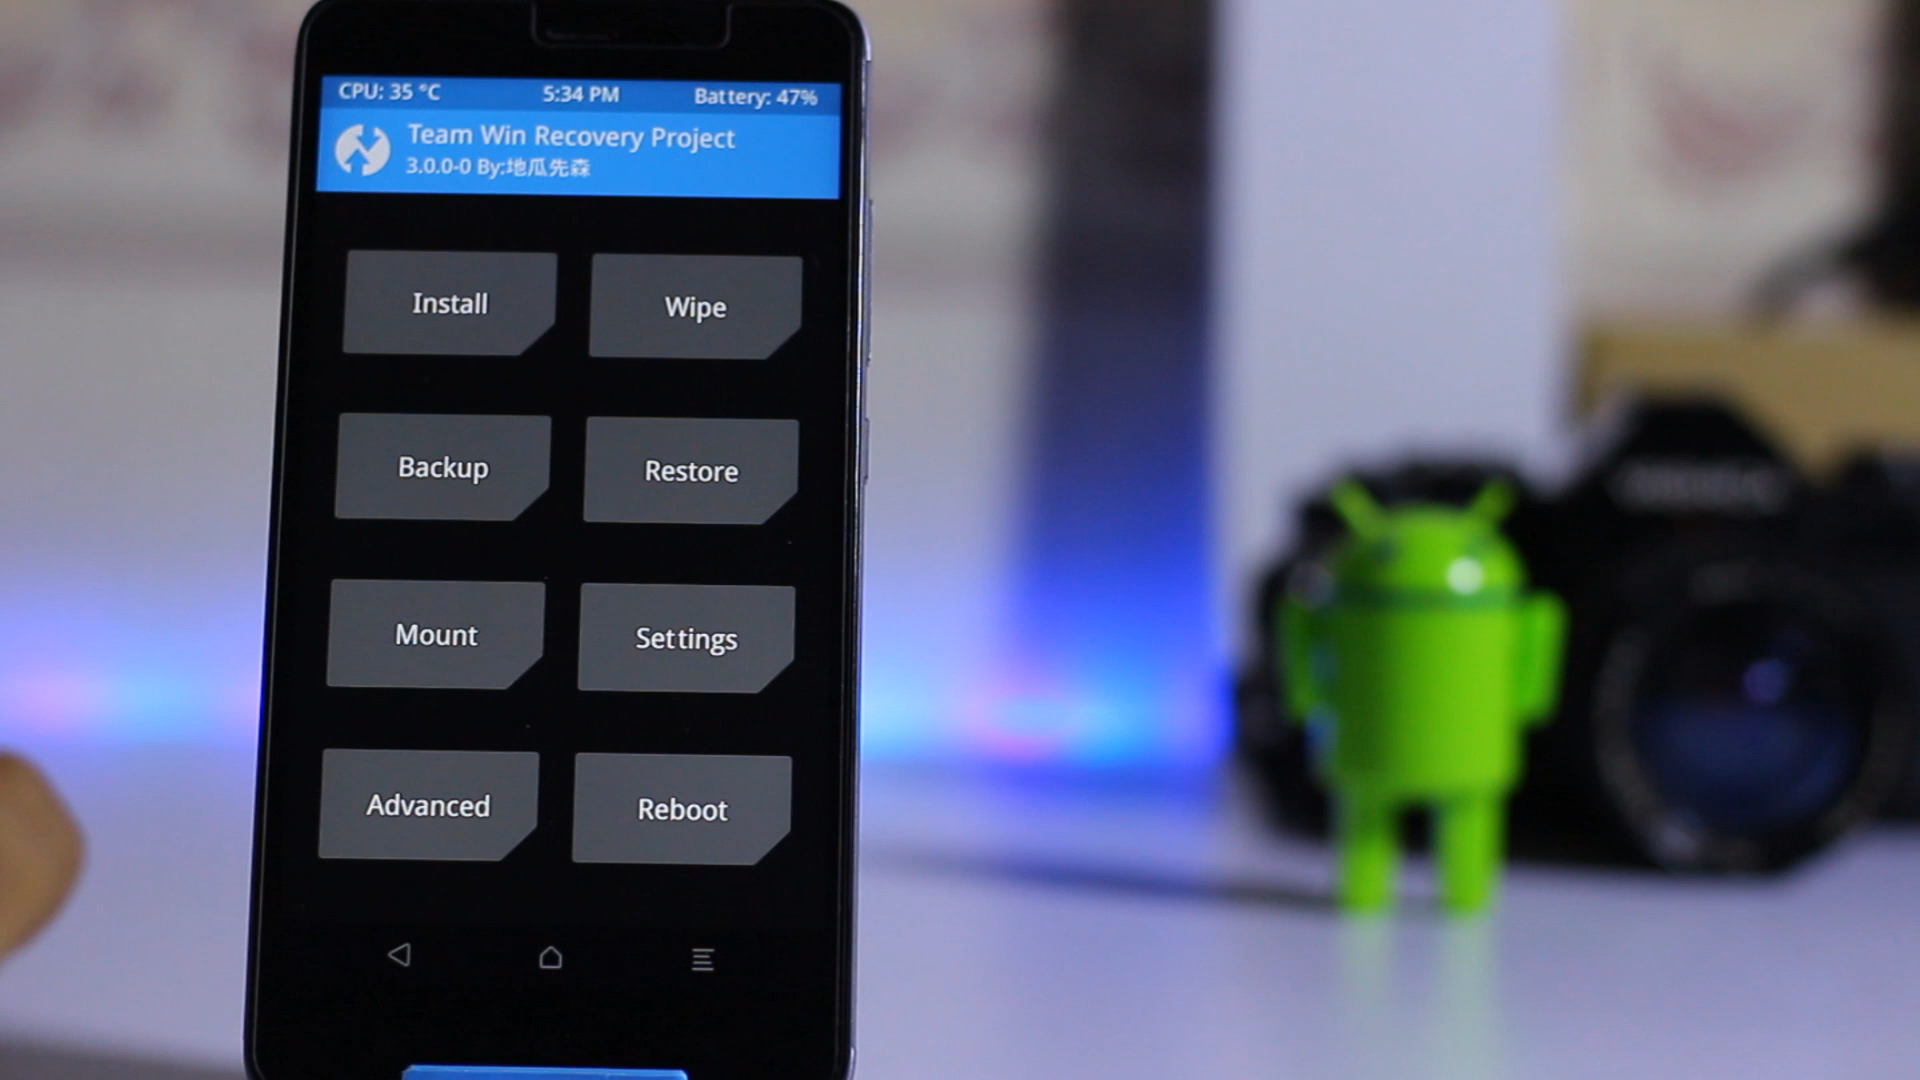 CPU: 35 °C 5:34 PM Battery: 47%
Team Win Recovery Project
3.0.0-0 By:地瓜先森
Install Wipe
Backup Restore
Mount Settings
Advanced Reboot